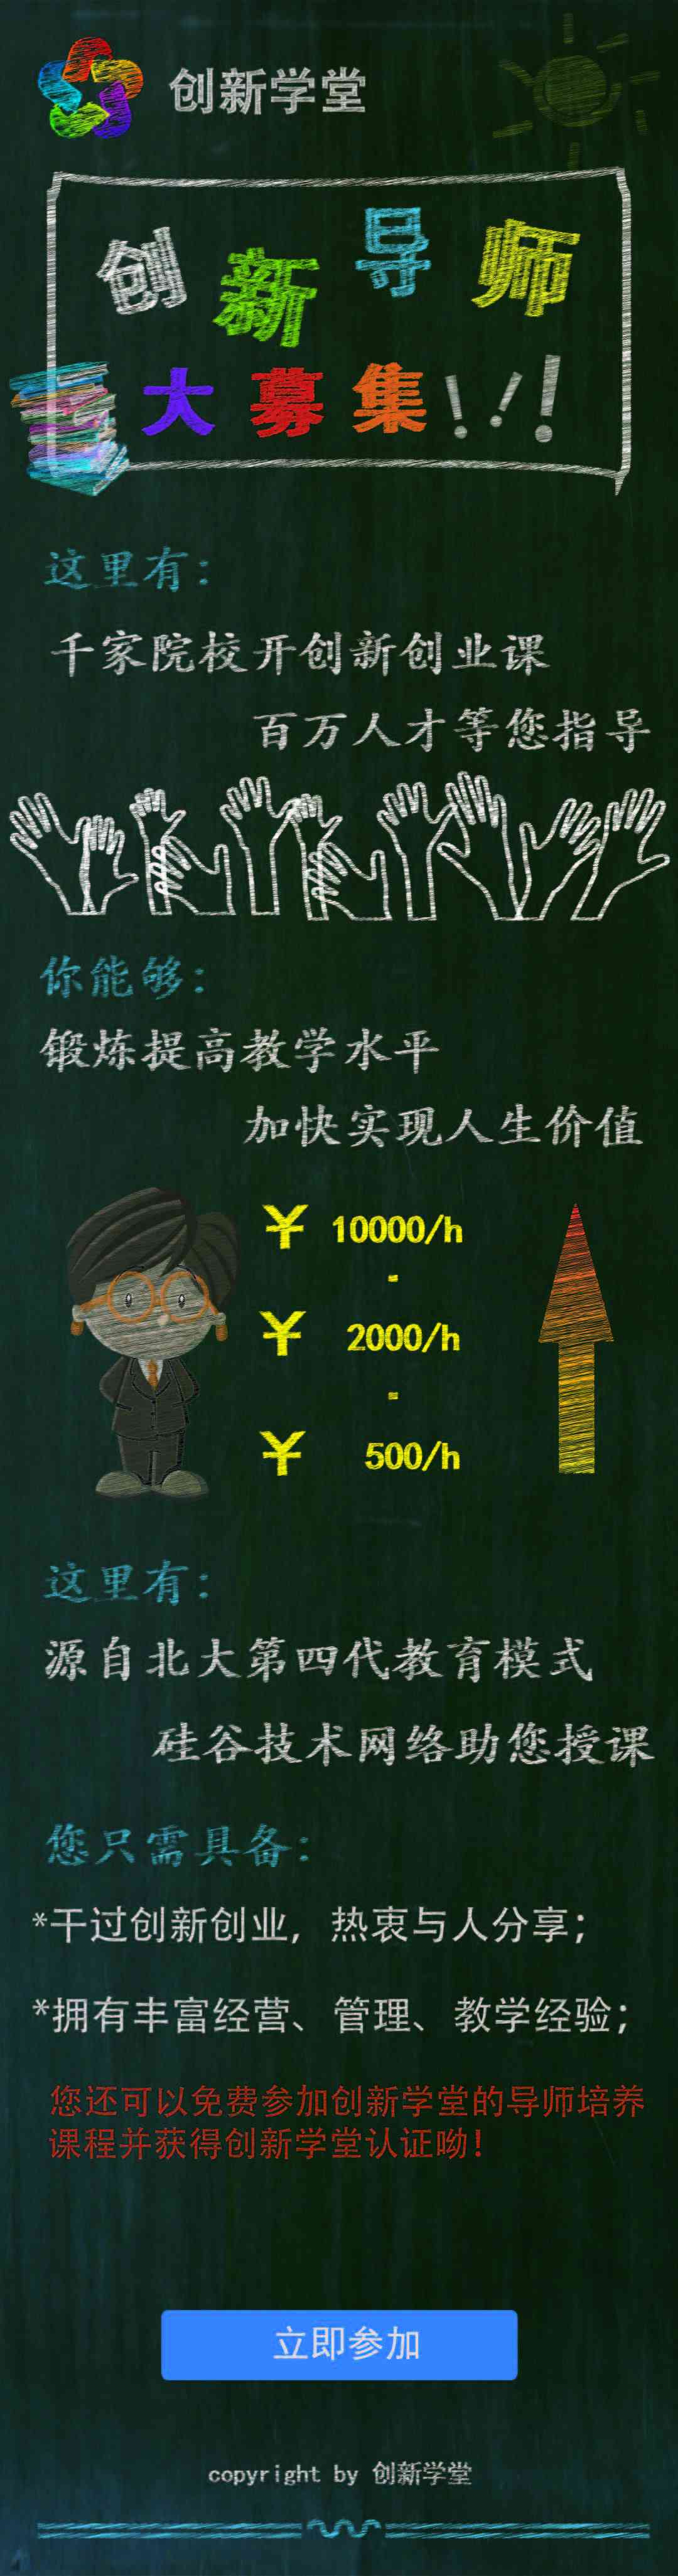 创新学堂
创新导师
大募集!!!
这里有:
千家院校开创新创业课
百万人才等您指导
你能够:
锻炼提高教学水平
加快实现人生价值
¥ 10000/h
-
¥ 2000/h
-
¥ 500/h
这里有:
源自北大第四代教育模式
硅谷技术网络助您授课
您只需具备:
*干过创新创业，热衷与人分享；
*拥有丰富经营、管理、教学经验；
您还可以免费参加创新学堂的导师培养
课程并获得创新学堂认证呦！
立即参加
copyright by 创新学堂